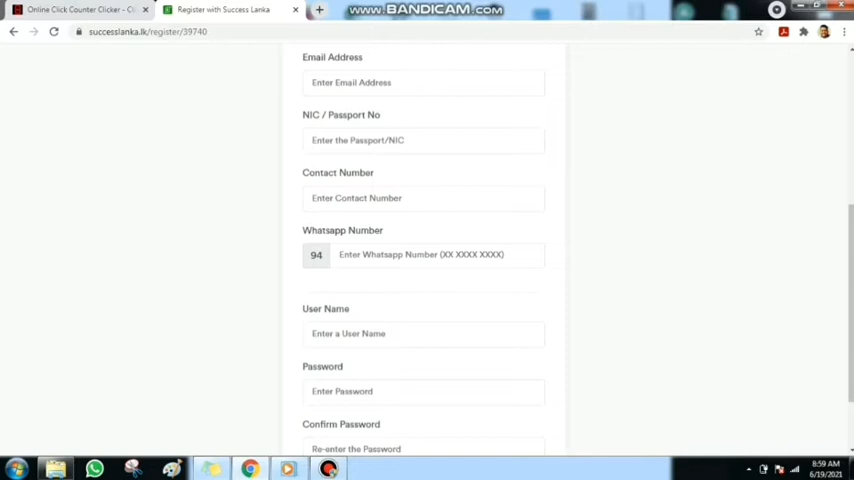 www.BANDICAM.com
Online Click Counter Clicker - Cli
Register with Success Lanka
successlanka.lk/register/39740
Email Address
Enter Email Address
NIC / Passport No
Enter the Passport/NIC
Contact Number
Enter Contact Number
Whatsapp Number
94 Enter Whatsapp Number (XX XXXX XXXX)
User Name
Enter a User Name
Password
Enter Password
Confirm Password
Re-enter the Password
8:59 AM
6/19/2021